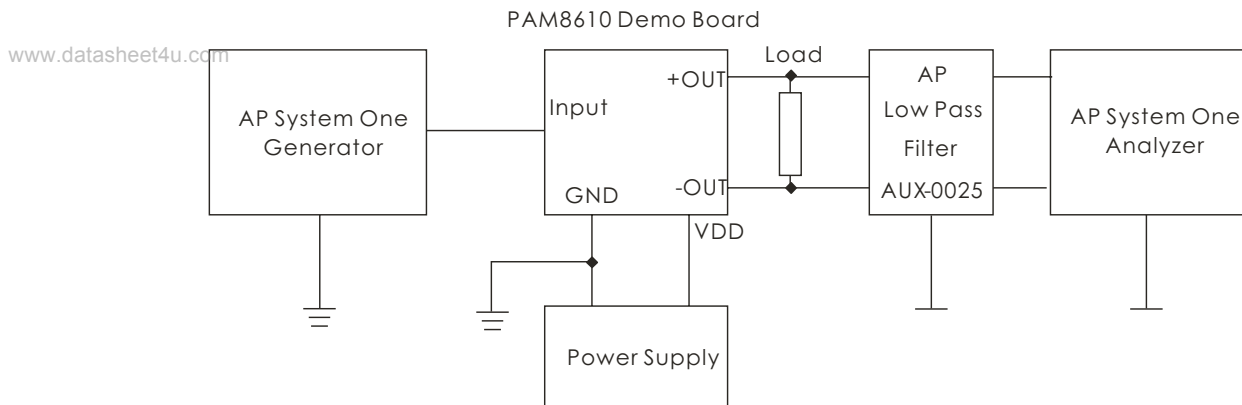 PAM8610 Demo Board
www.datasheet4u.com
Load
+OUT
AP
Input
AP System One
Generator
Low Pass
Filter
AP System One
Analyzer
-OUT
AUX-0025
GND
VDD
Power Supply